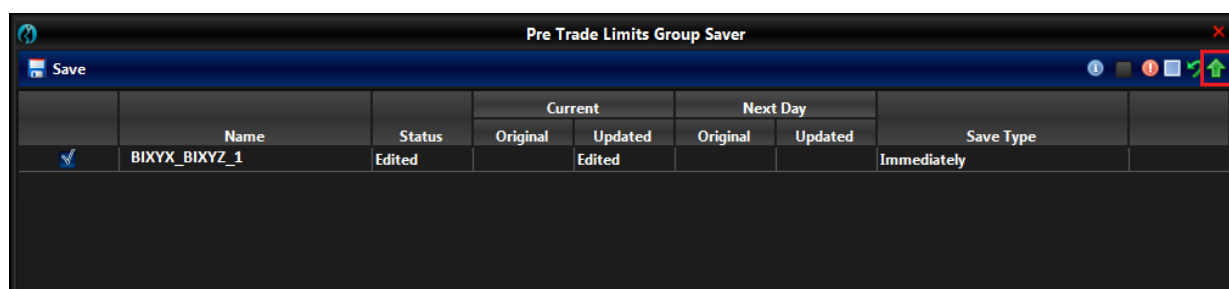 Pre Trade Limits Group Saver
Save
Current Next Day
Name Status Original Updated Original Updated Save Type
BIXYX_BIXYZ_1 Edited Edited Immediately